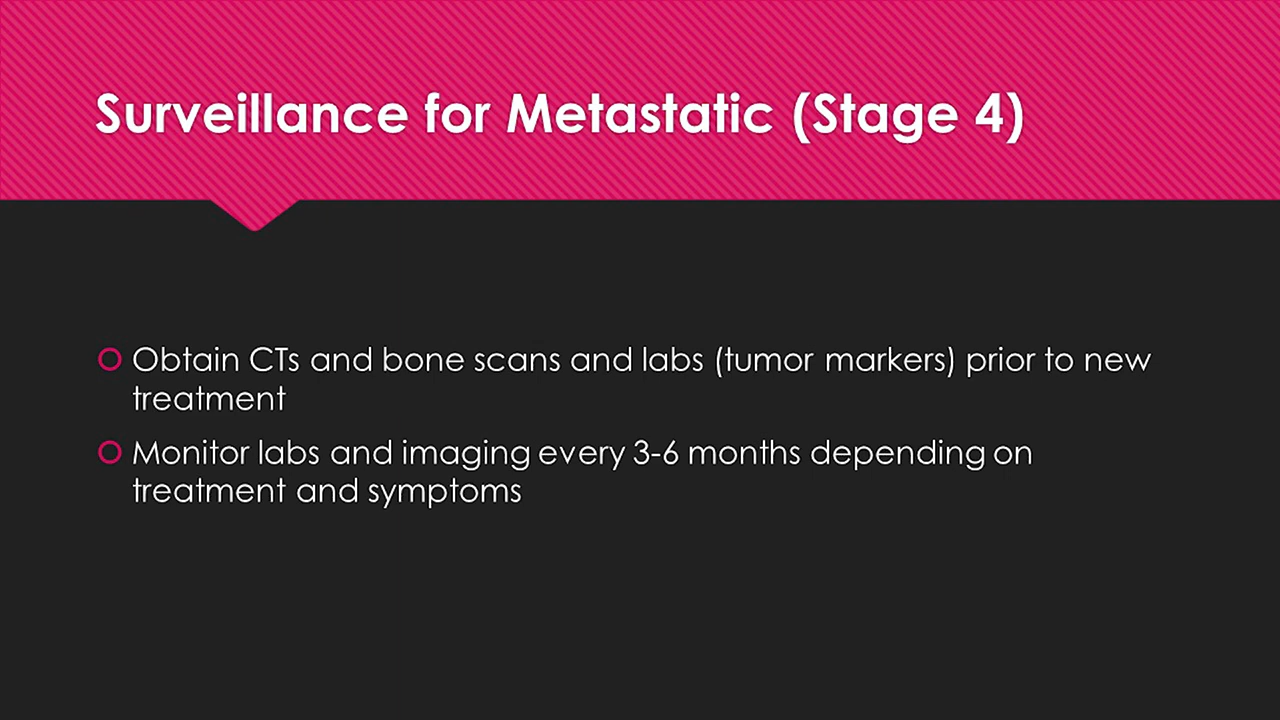 Surveillance for Metastatic (Stage 4)
Obtain CTs and bone scans and labs (tumor markers) prior to new
treatment
Monitor labs and imaging every 3-6 months depending on
treatment and symptoms